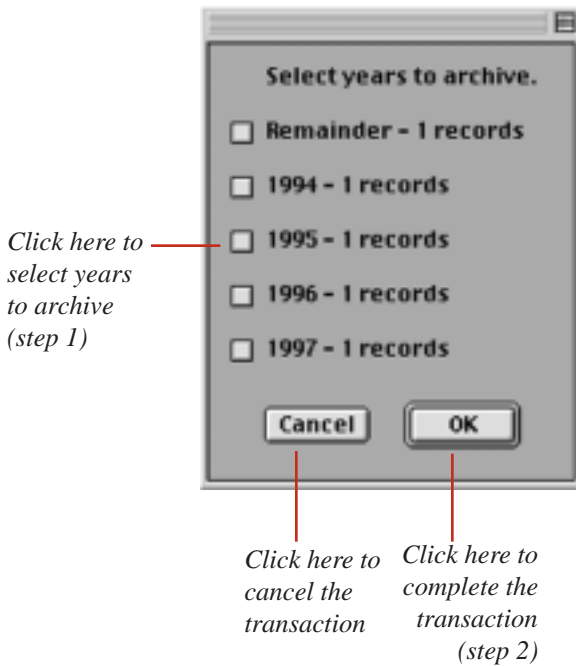 Select years to archive.
Remainder - 1 records
1994 - 1 records
1995 - 1 records
1996 - 1 records
1997 - 1 records
Click here to
select years
to archive
(step 1)
Cancel
OK
Click here to
cancel the
transaction
Click here to
complete the
transaction
(step 2)